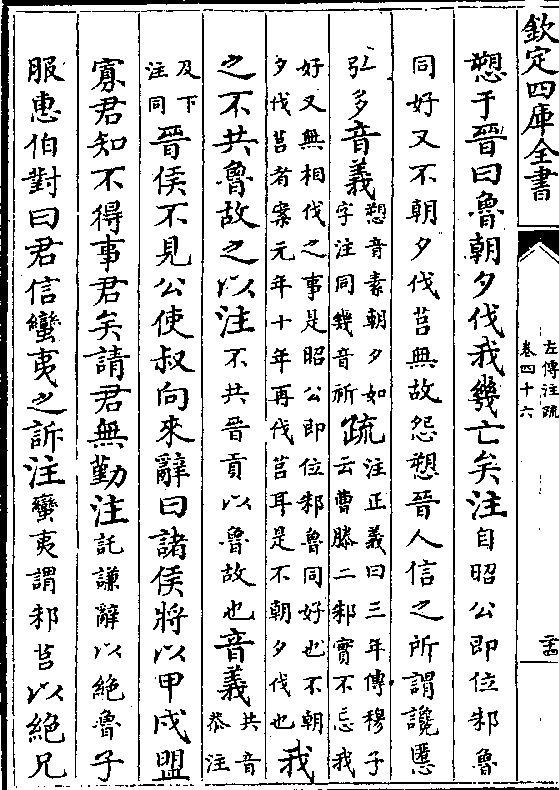 欽定四庫全書
左傳注疏
卷四十六
愬于晉曰魯朝夕伐我幾亡矣注自昭公即位邾魯
同好又不朝夕伐莒無故怨愬晉人信之所謂讒慝
弘多音義愬音素朝夕如
字注同幾音祈疏注正義曰三年傳穆子
云曹滕二邾實不忘我
好又無相伐之事是昭公即位邾魯同好也不朝
夕伐莒者案元年十年再伐莒耳是不朝夕伐也我
之不共魯故之以注不共晉貢以魯故也音義共音
恭注
及下
注同晉侯不見公使叔向來辭曰諸侯將以甲戌盟
寡君知不得事君矣請君無勤注託謙辭以絶魯子
服惠伯對曰君信蠻夷之訴注蠻夷謂邾莒以絶兄